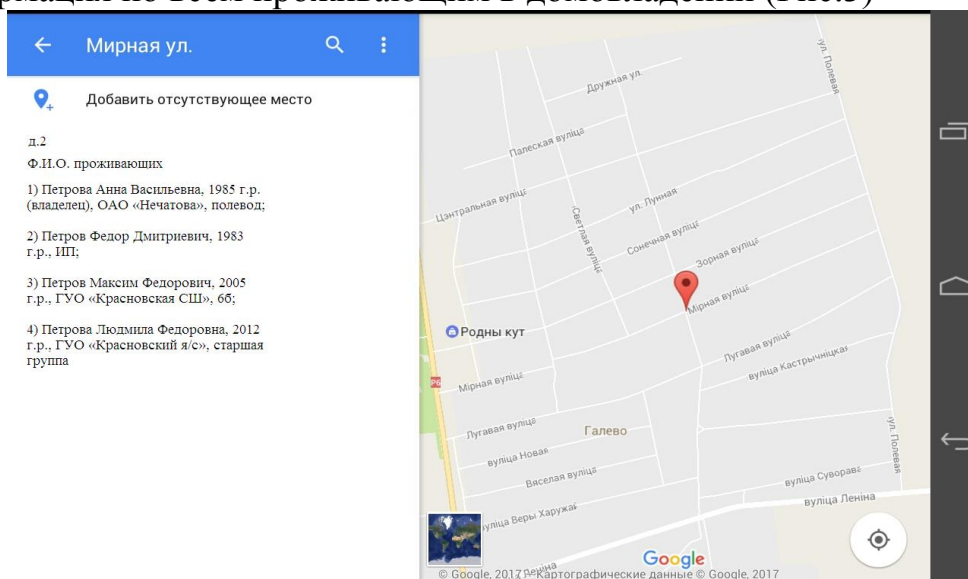 по всем проживающим в домовладении (Рис.3)
Мирная ул.
Добавить отсутствующее место
д.2
Ф.И.О. проживающих
1) Петрова Анна Васильевна, 1985 г.р.
(владелец), ОАО «Нечатова», полевод;
2) Петров Федор Дмитриевич, 1983
г.р., ИП;
3) Петров Максим Федорович, 2005
г.р., ГУО «Красновская СШ», 6б;
4) Петрова Людмила Федоровна, 2012
г.р., ГУО «Красновский я/с», старшая
группа
ул. Полевая
Дружная ул.
Палеская вуліца
Цэнтральная вуліца
Светлая вуліца
ул. Лунная
Сонечная вуліца
Зорная вуліца
Мірная вуліца
Родны кут
Лугавая вуліца
вуліца Кастрычніцкая
Р6
Мірная вуліца
Лугавая вуліца
Галево
вуліца Новая
Вяселая вуліца
ул. Полевая
вуліца Суворава
вуліца Леніна
вуліца Веры Харужай
Леніна
Google
© Google, 2017
Картографические данные © Google, 2017